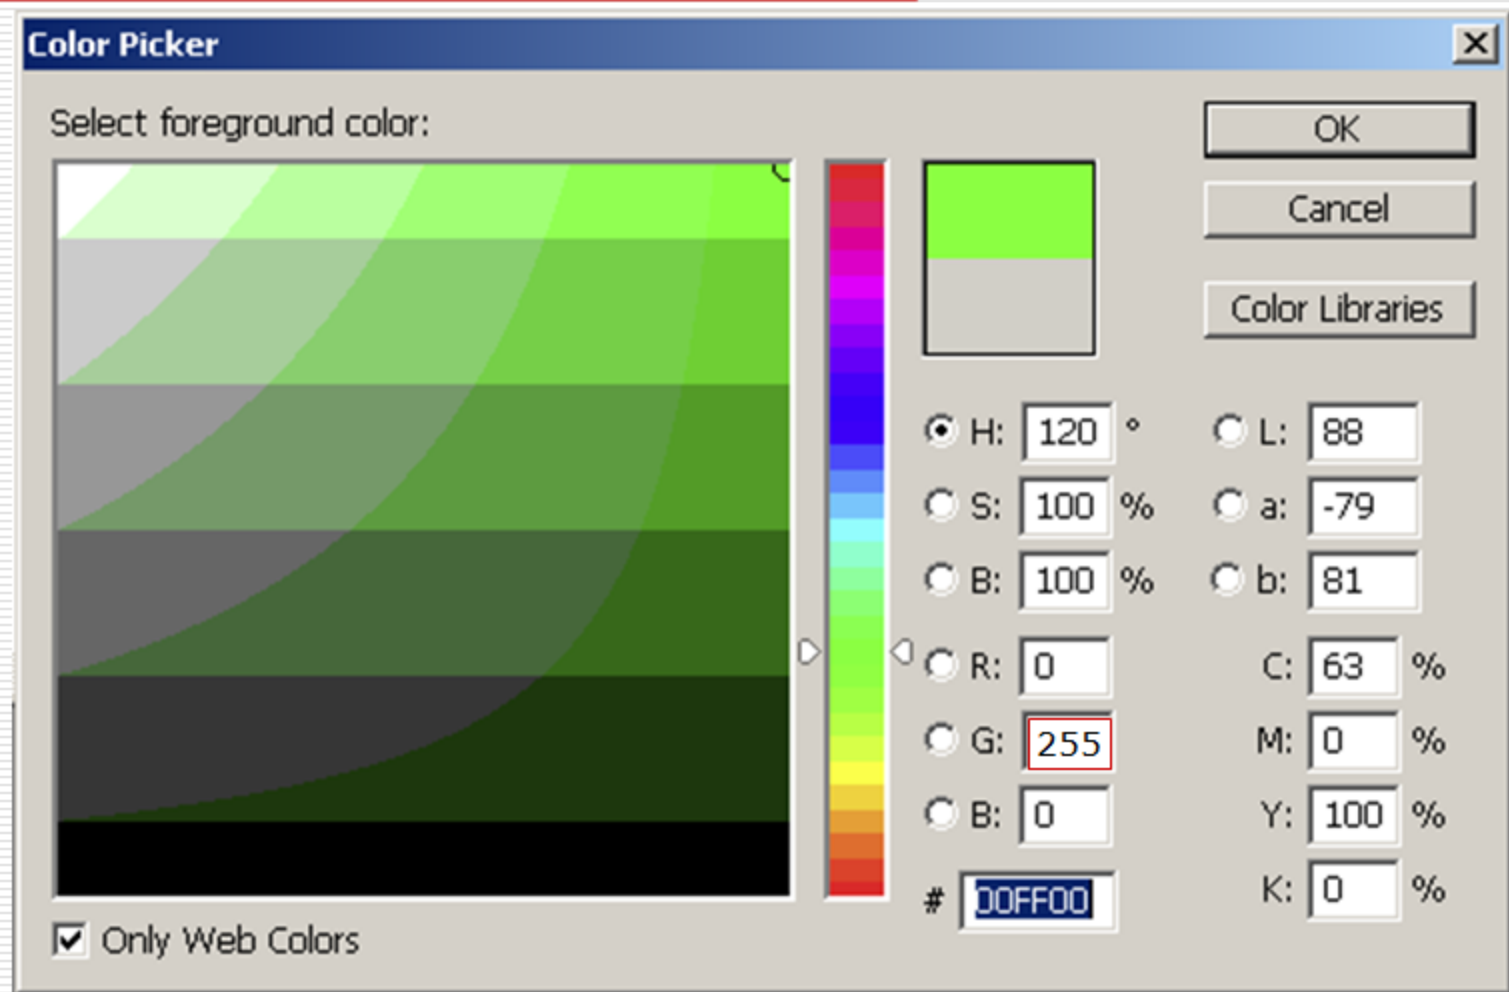 Color Picker
Select foreground color:
OK
Cancel
Color Libraries
H: 120 °
L: 88
S: 100 %
a: -79
B: 100 %
b: 81
R: 0
C: 63 %
G: 255
M: 0 %
B: 0
Y: 100 %
# 00FF00
K: 0 %
Only Web Colors